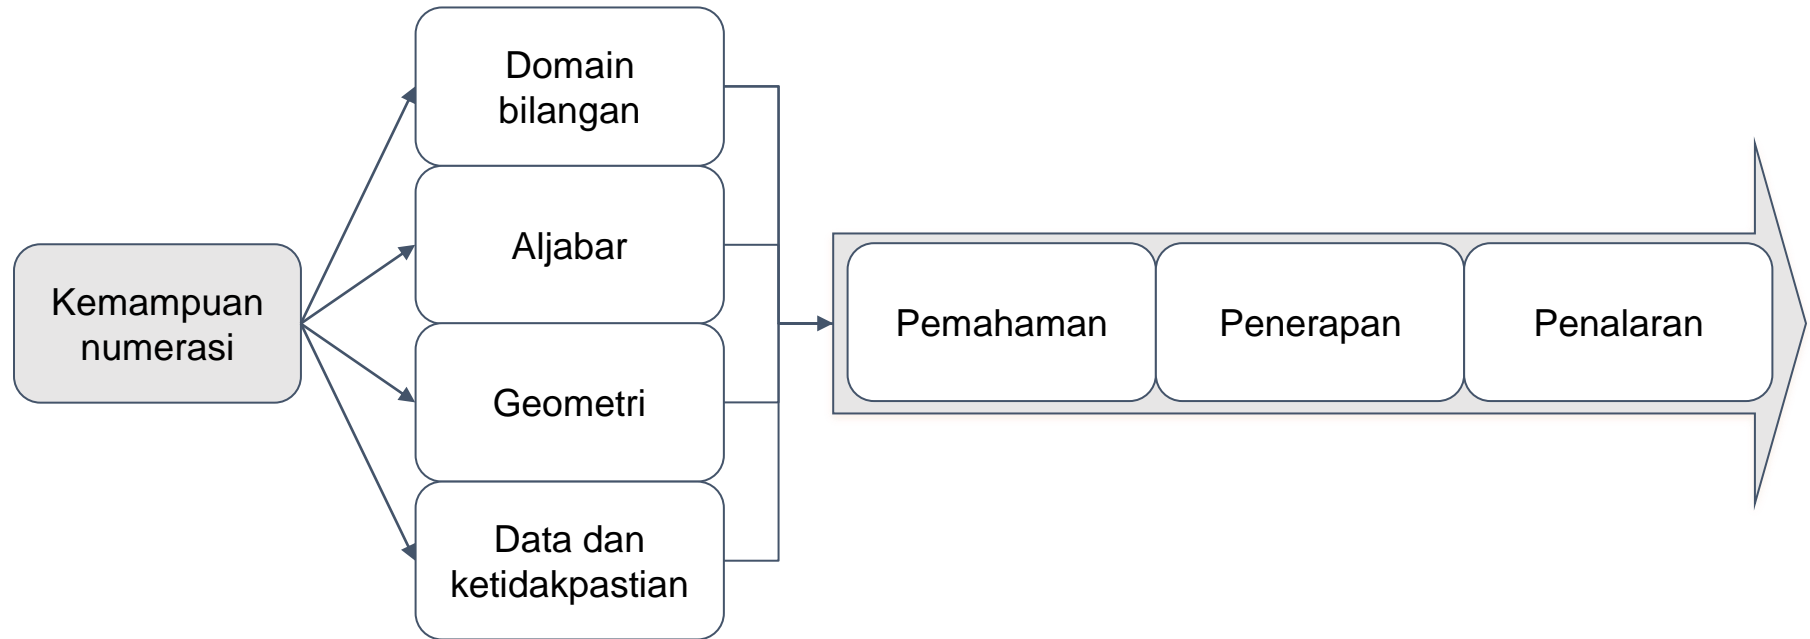 Kemampuan
numerasi
Domain
bilangan
Aljabar
Geometri
Data dan
ketidakpastian
Pemahaman
Penerapan
Penalaran